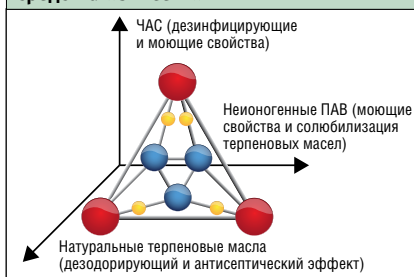 ЧАС (дезинфицирующие
и моющие свойства)
Неионогенные ПАВ (моющие
свойства и солюбилизация
терпеновых масел)
Натуральные терпеновые масла
(дезодорирующий и антисептический эффект)